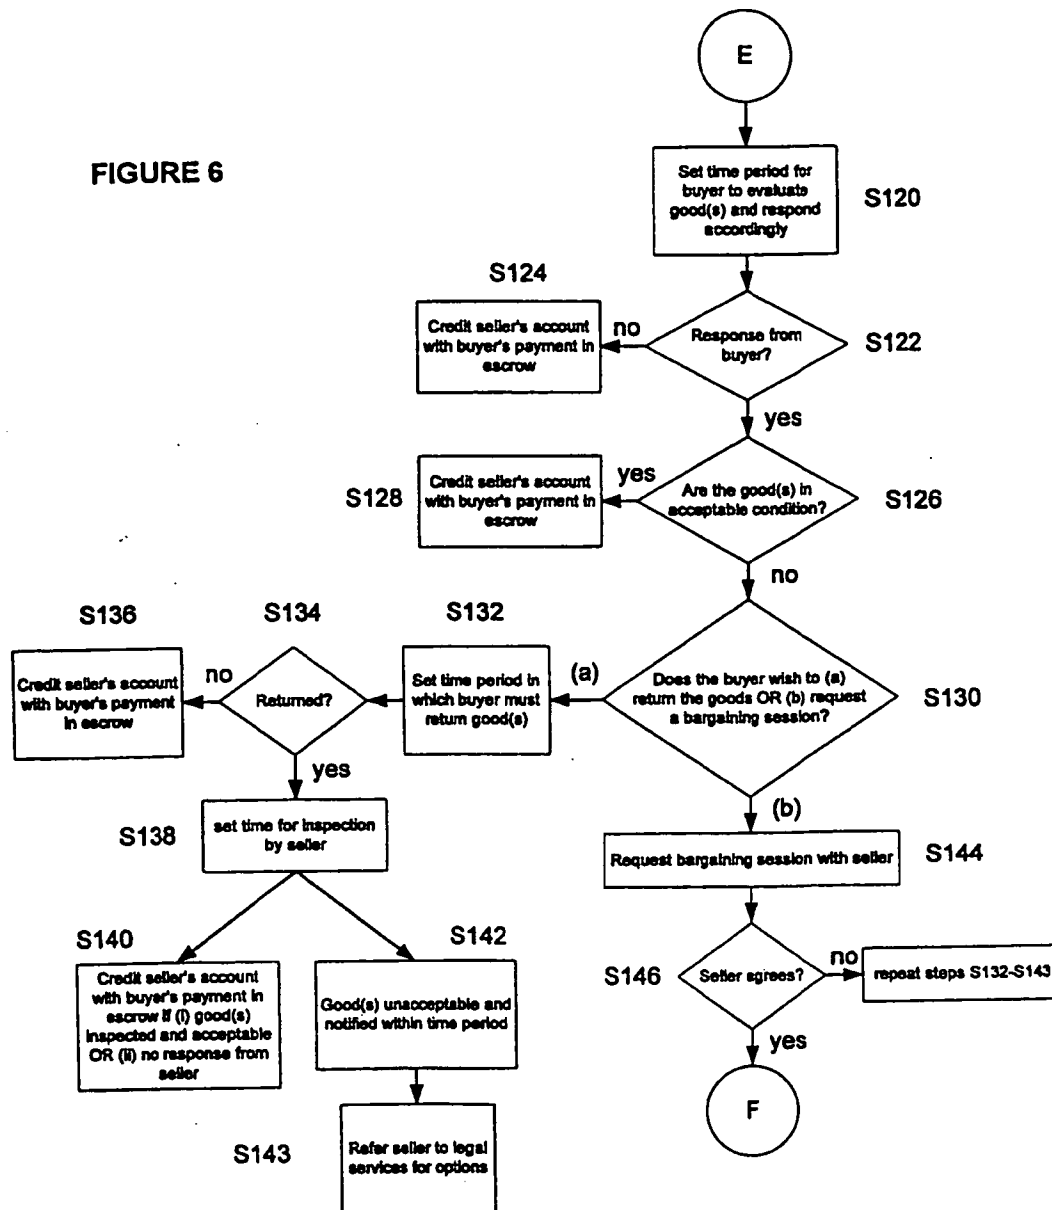 E
FIGURE 6
Set time period for
buyer to evaluate
good(s) and respond
accordingly
S120
S124
Credit seller's account
with buyer's payment in
escrow
no
Response from
buyer?
S122
yes
S128
Credit seller's account
with buyer's payment in
escrow
yes
Are the good(s) in
acceptable condition?
S126
no
S136
S134
S132
Credit seller's account
with buyer's payment
in escrow
no
Returned?
Set time period in
which buyer must
return good(s)
(a)
Does the buyer wish to (a)
return the goods OR (b) request
a bargaining session?
S130
yes
(b)
S138
set time for inspection
by seller
Request bargaining session with seller
S144
S140
S142
Credit seller's account
with buyer's payment in
escrow if (i) good(s)
inspected and acceptable
OR (ii) no response from
seller
Good(s) unacceptable and
notified within time period
S146
Seller agrees?
no
repeat steps S132-S143
yes
F
S143
Refer seller to legal
services for options